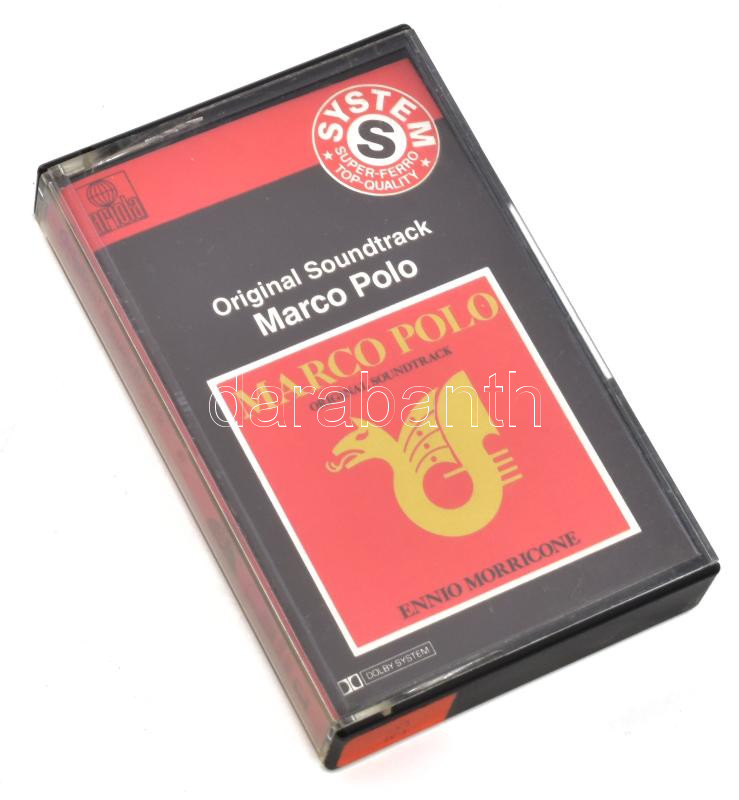 SYSTEM
S
SUPER-FERRO
TOP-QUALITY
ariola
Original Soundtrack
Marco Polo
MARCO POLO
ORIGINAL SOUNDTRACK
darabanth
ENNIO MORRICONE
DOLBY SYSTEM